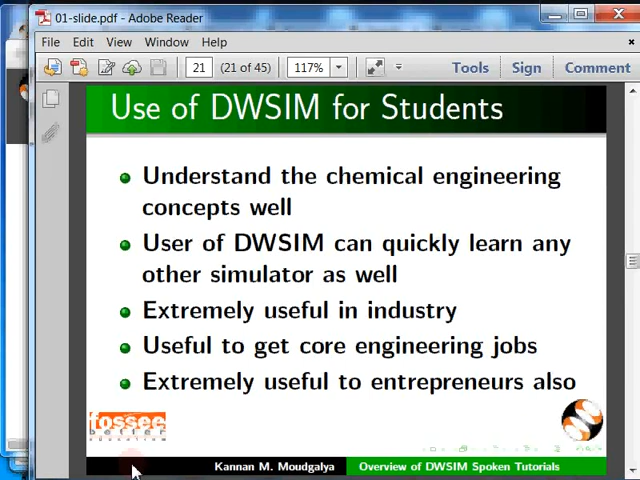 01-slide.pdf - Adobe Reader
File Edit View Window Help
21 (21 of 45) 117% Tools Sign Comment
Use of DWSIM for Students
Understand the chemical engineering
concepts well
User of DWSIM can quickly learn any
other simulator as well
Extremely useful in industry
Useful to get core engineering jobs
Extremely useful to entrepreneurs also
fossee
Kannan M. Moudgalya Overview of DWSIM Spoken Tutorials